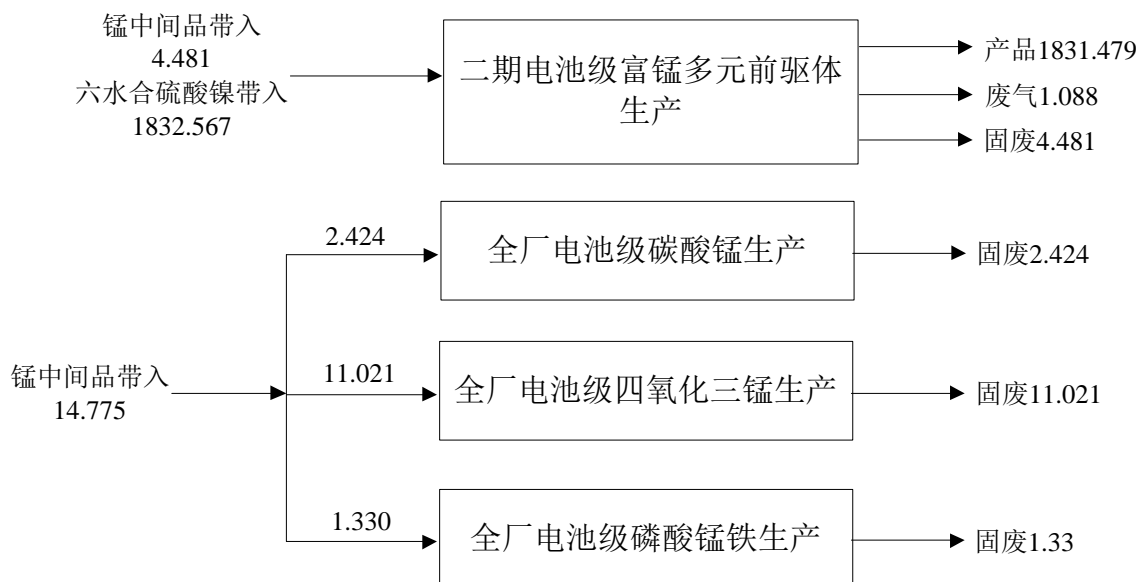 锰中间品带入
4.481
六水合硫酸镍带入
1832.567
二期电池级富锰多元前驱体
生产
产品1831.479
废气1.088
固废4.481
2.424
全厂电池级碳酸锰生产
固废2.424
锰中间品带入
14.775
11.021
全厂电池级四氧化三锰生产
固废11.021
1.330
全厂电池级磷酸锰铁生产
固废1.33